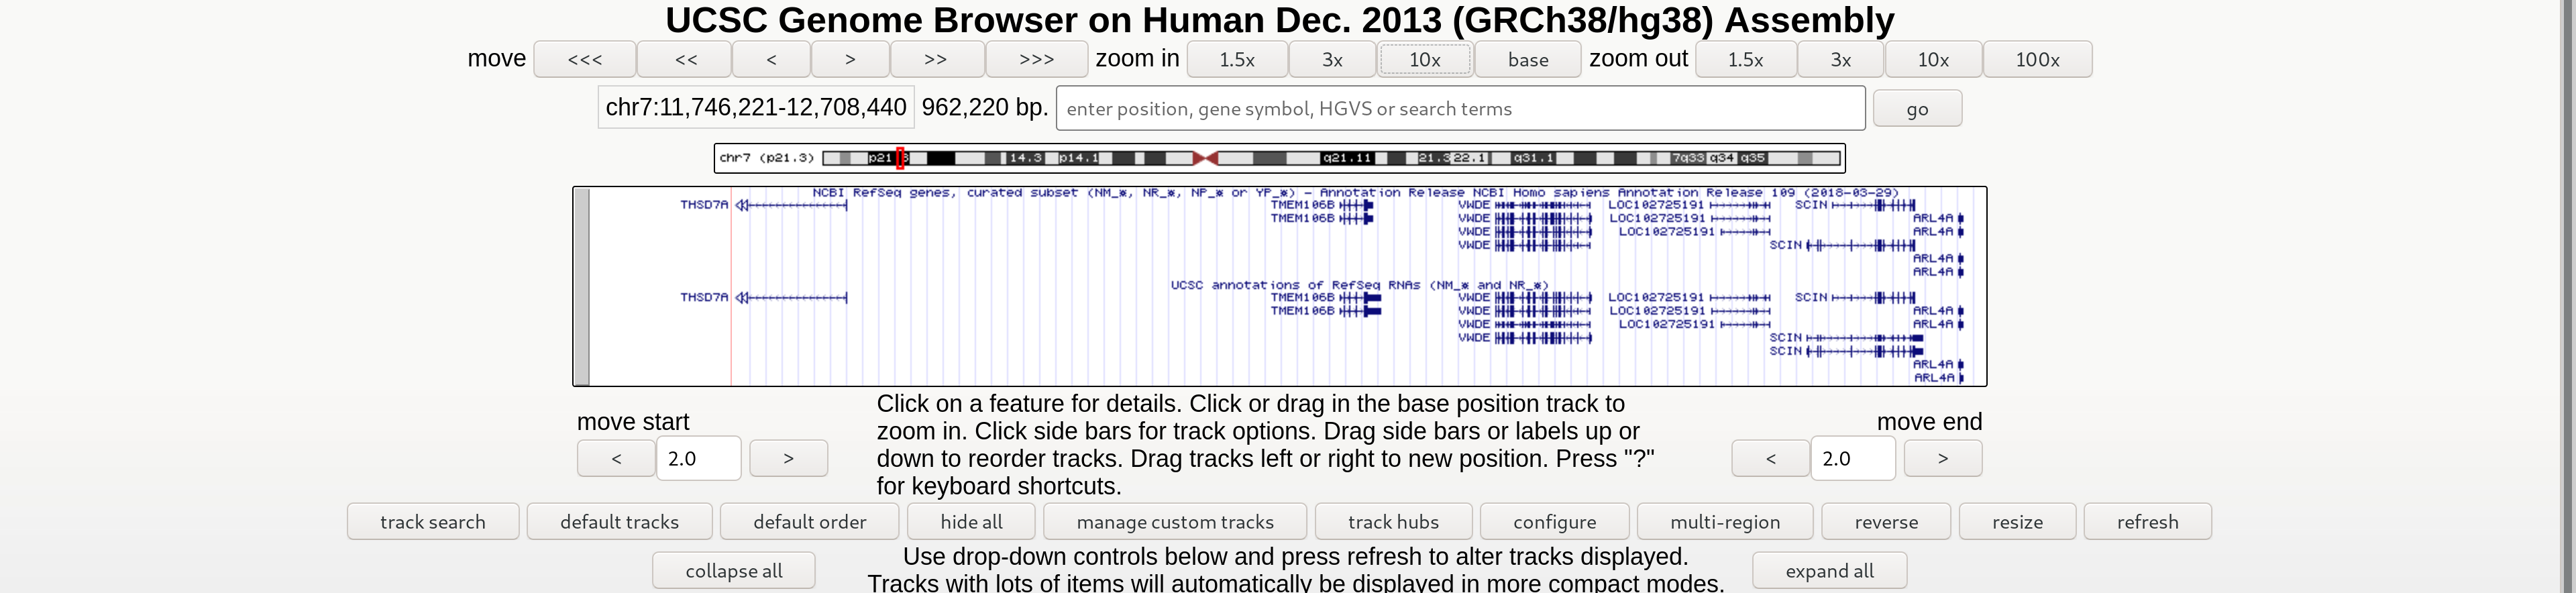 UCSC Genome Browser on Human Dec. 2013 (GRCh38/hg38) Assembly
move <<< << < > >> >>> zoom in 1.5x 3x 10x base zoom out 1.5x 3x 10x 100x
chr7:11,746,221-12,708,440 962,220 bp. enter position, gene symbol, HGVS or search terms go
chr7 (p21.3) p21 3 14.3 p14.1 q21.11 21.3 22.1 q31.1 7q33 q34 q35
NCBI RefSeq genes, curated subset (NM_*, NR_*, NP_* or YP_*) - Annotation Release NCBI Homo sapiens Annotation Release 109 (2018-03-29)
THSD7A TMEM106B VWDE LOC102725191 SCIN
TMEM106B VWDE LOC102725191 ARL4A
VWDE LOC102725191 ARL4A
VWDE SCIN
ARL4A
ARL4A
UCSC annotations of RefSeq RNAs (NM_* and NR_*)
THSD7A TMEM106B VWDE LOC102725191 SCIN
TMEM106B VWDE LOC102725191 ARL4A
VWDE LOC102725191 ARL4A
VWDE SCIN
SCIN
ARL4A
ARL4A
move start
< 2.0 >
Click on a feature for details. Click or drag in the base position track to
zoom in. Click side bars for track options. Drag side bars or labels up or
down to reorder tracks. Drag tracks left or right to new position. Press "?"
for keyboard shortcuts.
move end
< 2.0 >
track search default tracks default order hide all manage custom tracks track hubs configure multi-region reverse resize refresh
collapse all
Use drop-down controls below and press refresh to alter tracks displayed.
Tracks with lots of items will automatically be displayed in more compact modes.
expand all